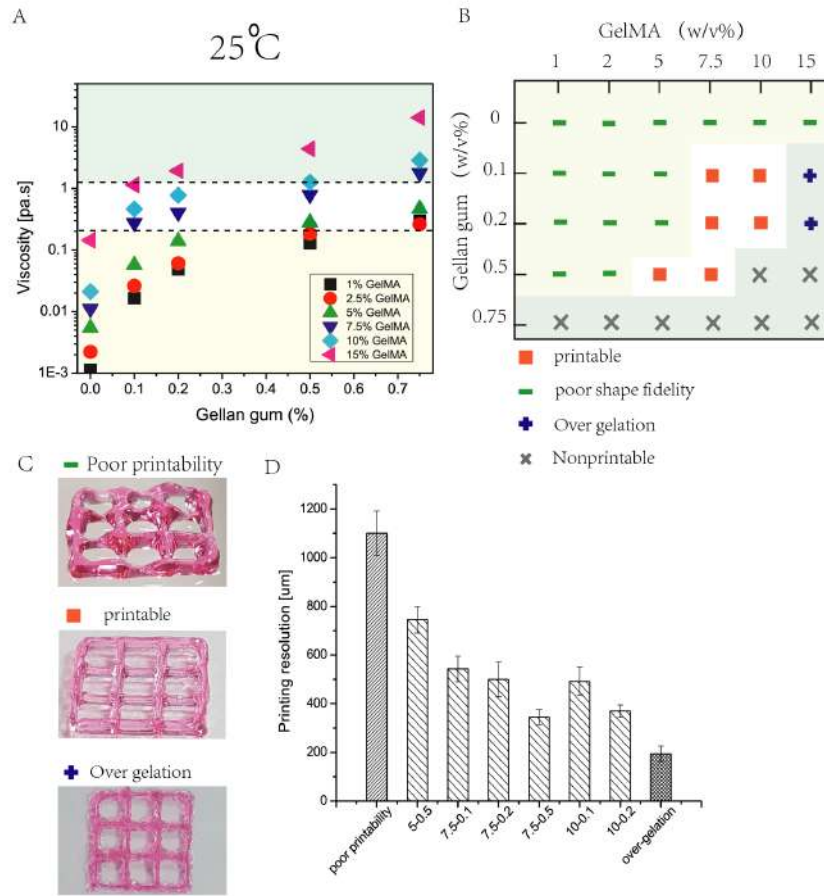 A
25°C
Viscosity [pa.s]
10
1
0.1
0.01
1E-3
0.0
0.1
0.2
0.3
0.4
0.5
0.6
0.7
Gellan gum (%)
1% GelMA
2.5% GelMA
5% GelMA
7.5% GelMA
10% GelMA
15% GelMA
B
GelMA (w/v%)
1 2 5 7.5 10 15
Gellan gum (w/v%)
0
0.1
0.2
0.5
0.75
printable
poor shape fidelity
Over gelation
Nonprintable
C
Poor printability
printable
Over gelation
D
Printing resolution [um]
1200
1000
800
600
400
200
0
poor printability
5-0.5
7.5-0.1
7.5-0.2
7.5-0.5
10-0.1
10-0.2
over-gelation